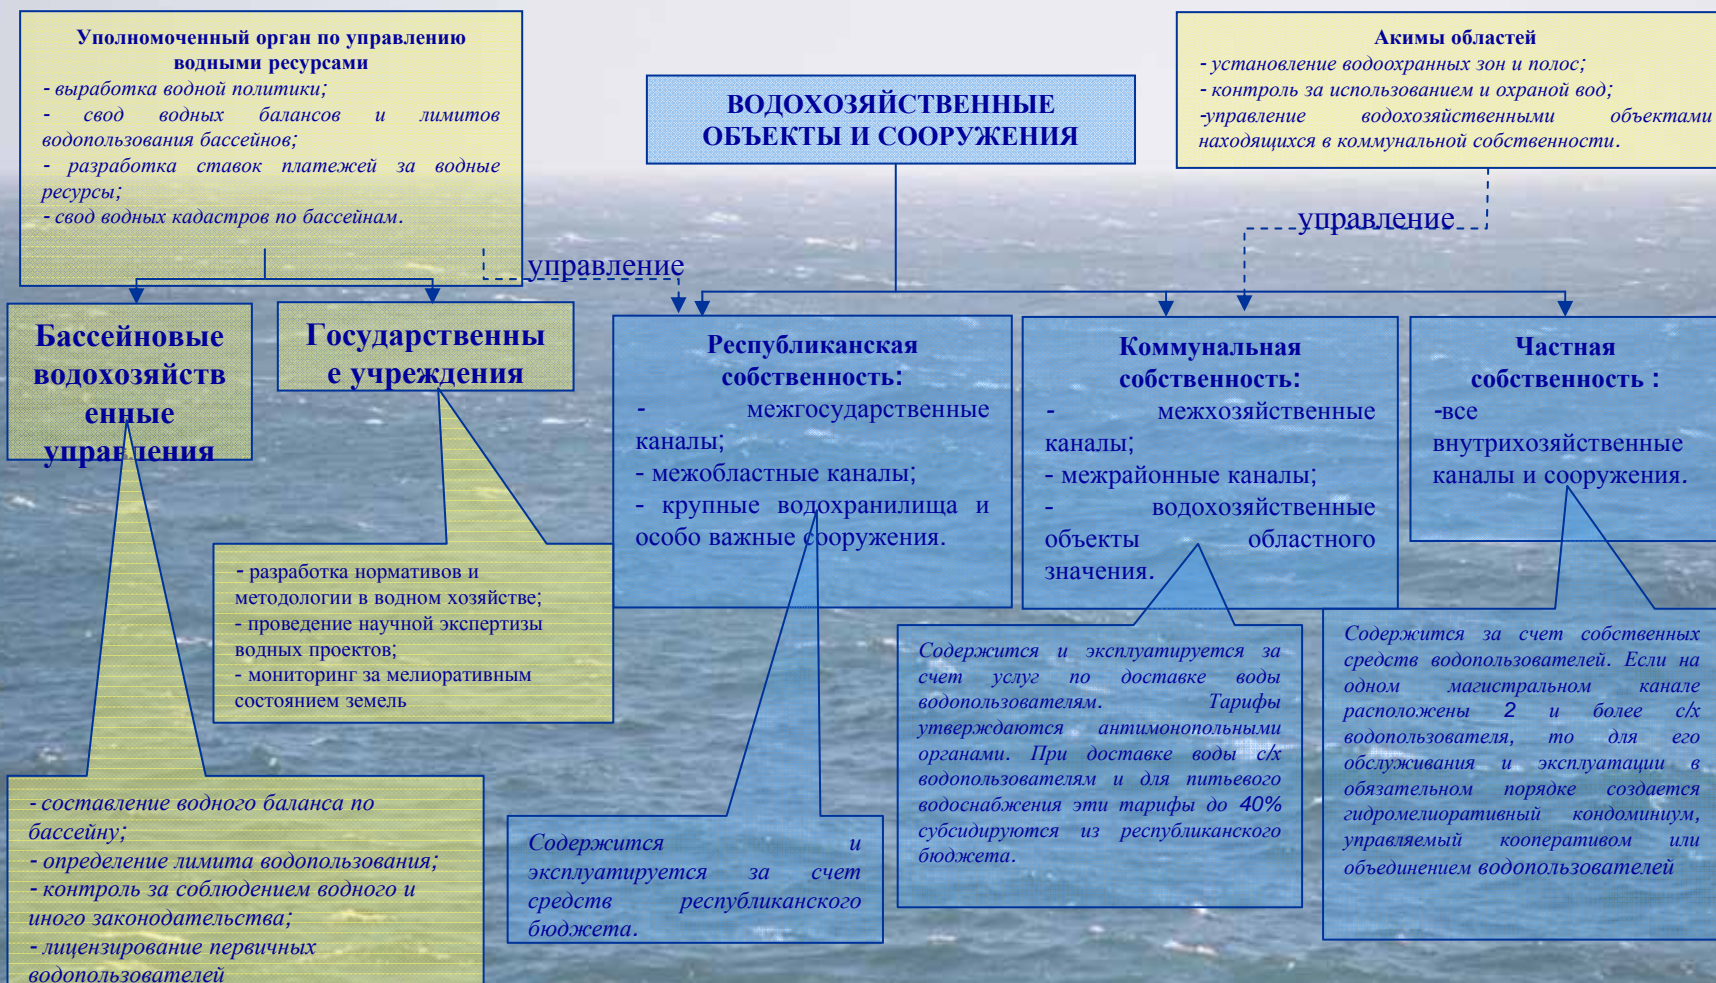 Уполномоченный орган по управлению
водными ресурсами
- выработка водной политики;
- свод водных балансов и лимитов
водопользования бассейнов;
- разработка ставок платежей за водные
ресурсы;
- свод водных кадастров по бассейнам.
ВОДОХОЗЯЙСТВЕННЫЕ
ОБЪЕКТЫ И СООРУЖЕНИЯ
Акимы областей
- установление водоохранных зон и полос;
- контроль за использованием и охраной вод;
-управление водохозяйственными объектами
находящихся в коммунальной собственности.
управление
управление
Бассейновые
водохозяйств
енные
управления
Государственны
е учреждения
Республиканская
собственность:
- межгосударственные
каналы;
- межобластные каналы;
- крупные водохранилища и
особо важные сооружения.
Коммунальная
собственность:
- межхозяйственные
каналы;
- межрайонные каналы;
- водохозяйственные
объекты областного
значения.
Частная
собственность :
-все
внутрихозяйственные
каналы и сооружения.
- разработка нормативов и
методологии в водном хозяйстве;
- проведение научной экспертизы
водных проектов;
- мониторинг за мелиоративным
состоянием земель
- составление водного баланса по
бассейну;
- определение лимита водопользования;
- контроль за соблюдением водного и
иного законодательства;
- лицензирование первичных
водопользователей
Содержится и
эксплуатируется за счет
средств республиканского
бюджета.
Содержится и эксплуатируется за
счет услуг по доставке воды
водопользователям. Тарифы
утверждаются антимонопольными
органами. При доставке воды с/х
водопользователям и для питьевого
водоснабжения эти тарифы до 40%
субсидируются из республиканского
бюджета.
Содержится за счет собственных
средств водопользователей. Если на
одном магистральном канале
расположены 2 и более с/х
водопользователя, то для его
обслуживания и эксплуатации в
обязательном порядке создается
гидромелиоративный кондоминиум,
управляемый кооперативом или
объединением водопользователей